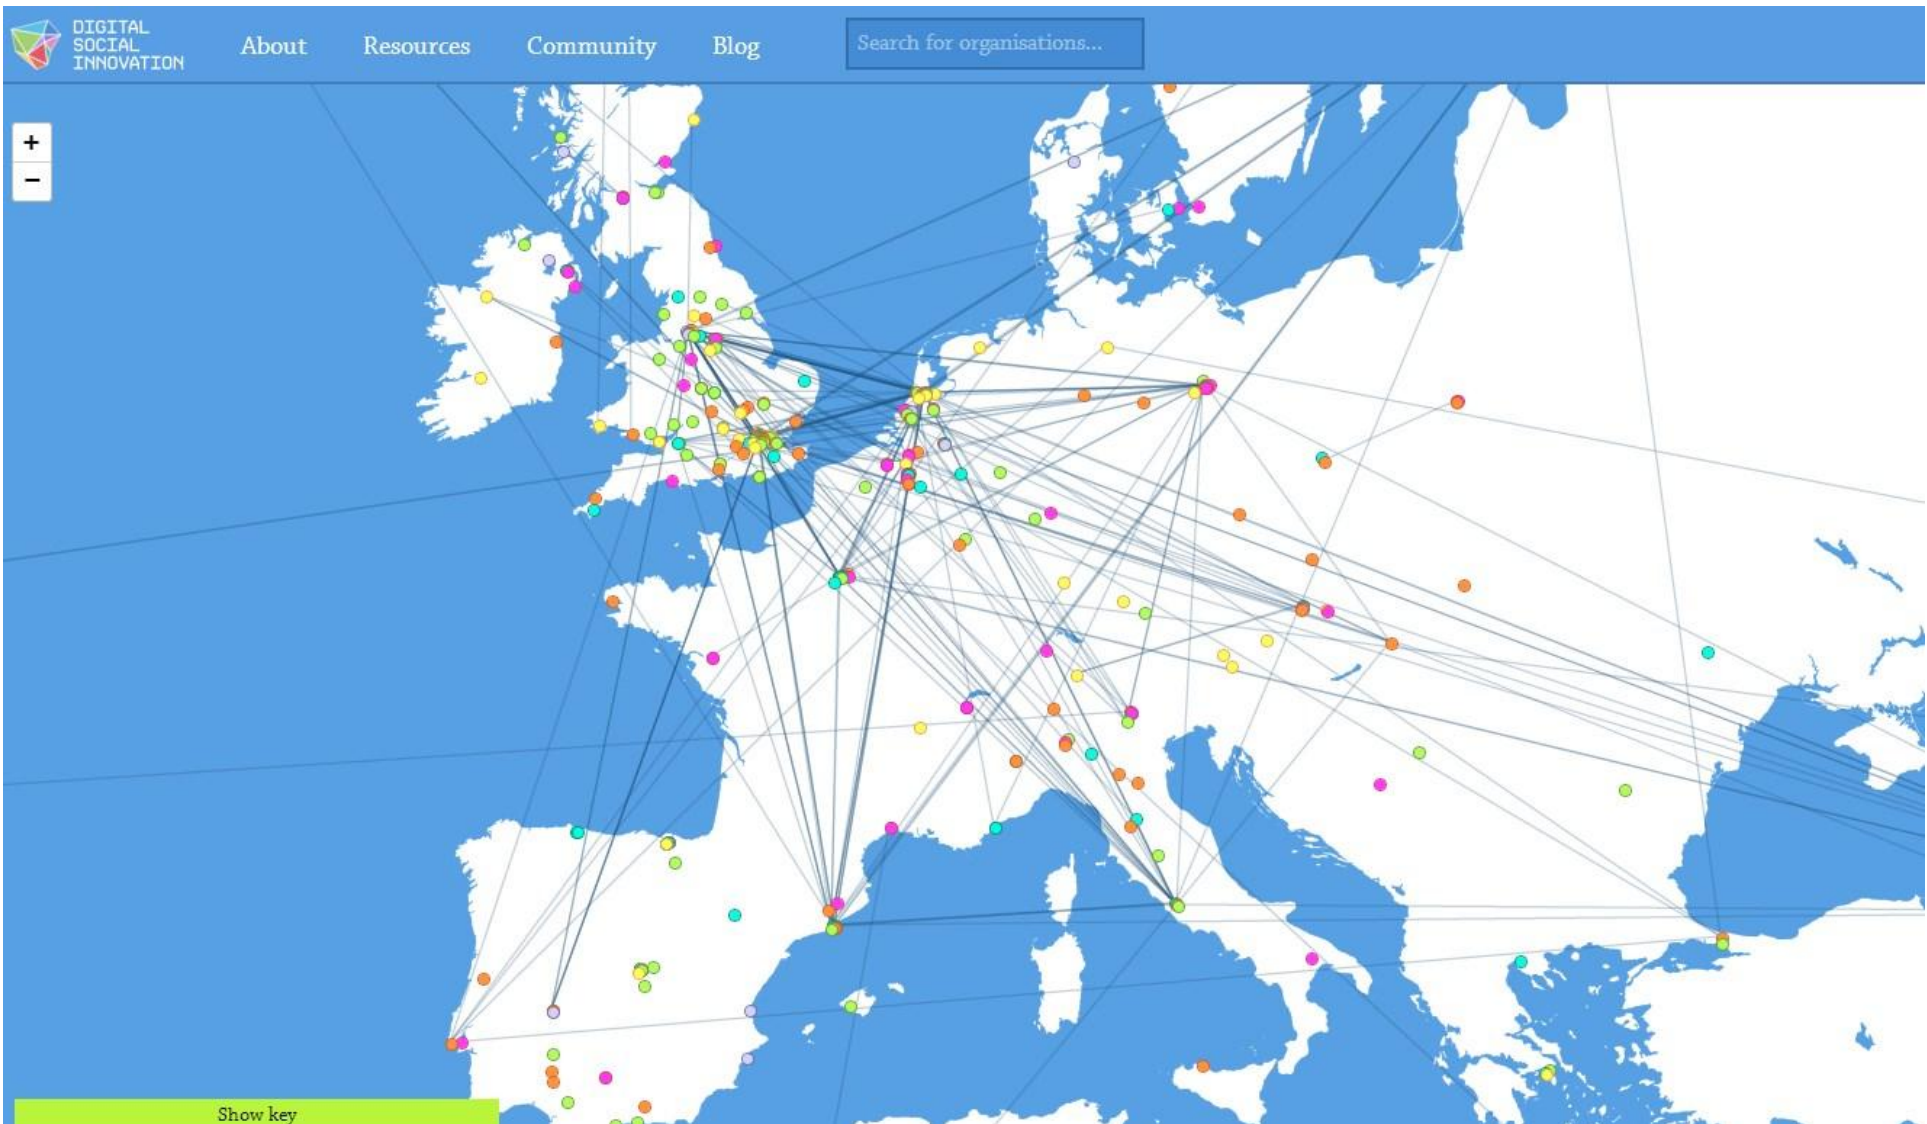 DIGITAL
SOCIAL
INNOVATION
About Resources Community Blog Search for organisations...
+
−
Show key